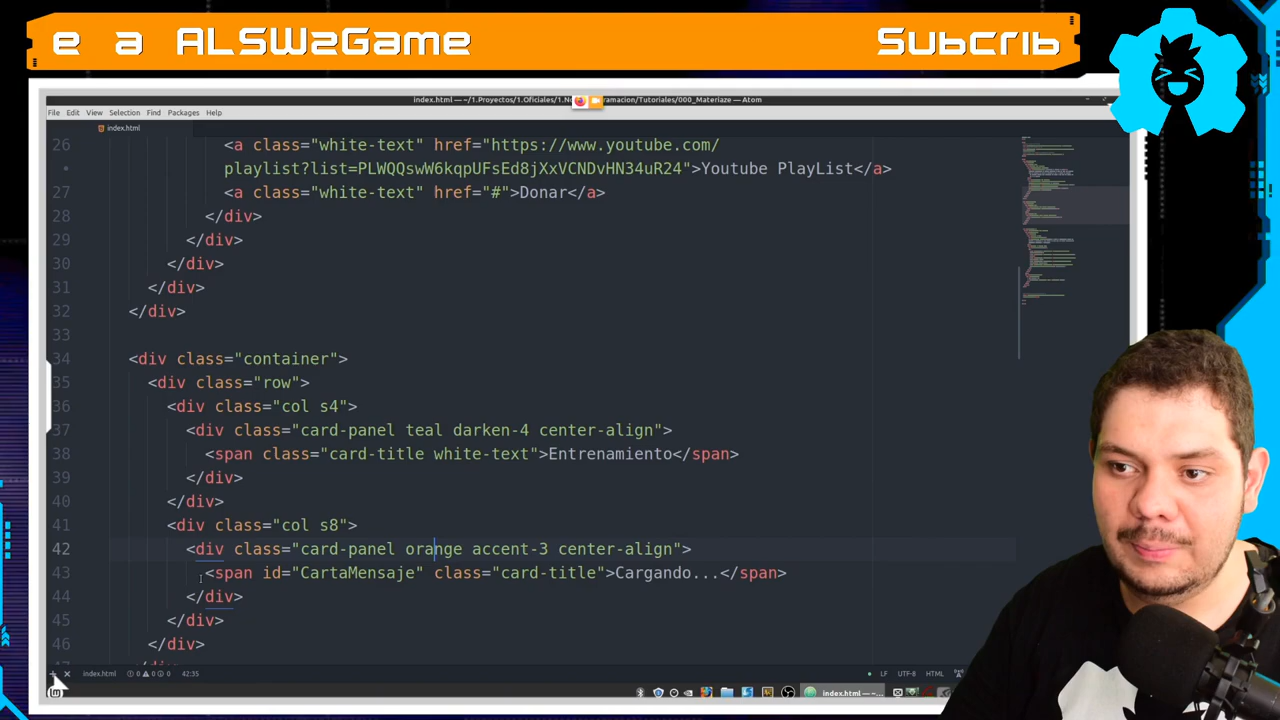 e a ALSW2Game
Subcrib
index.html — ~/1.Proyectos/1.Oficiales/1.N ramacion/Tutoriales/000_Materiaze — Atom
File Edit View Selection Find Packages Help
index.html
26 <a class="white-text" href="https://www.youtube.com/
playlist?list=PLWQQswW6kqpUFsEd8jXxVCNDvHN34uR24">Youtube PlayList</a>
27 <a class="white-text" href="#">Donar</a>
28 </div>
29 </div>
30 </div>
31 </div>
32 </div>
33
34 <div class="container">
35 <div class="row">
36 <div class="col s4">
37 <div class="card-panel teal darken-4 center-align">
38 <span class="card-title white-text">Entrenamiento</span>
39 </div>
40 </div>
41 <div class="col s8">
42 <div class="card-panel orange accent-3 center-align">
43 <span id="CartaMensaje" class="card-title">Cargando...</span>
44 </div>
45 </div>
46 </div>
index.html 0 0 0 42:35 LF UTF-8 HTML
index.html — ~...